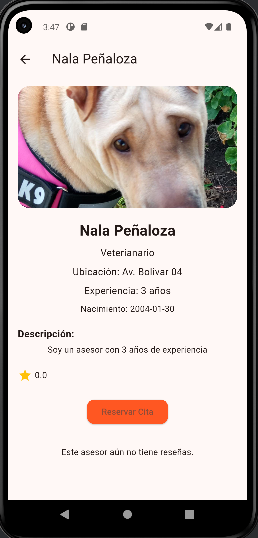 3:47
Nala Peñaloza
K9
Nala Peñaloza
Veterianario
Ubicación: Av. Bolivar 04
Experiencia: 3 años
Nacimiento: 2004-01-30
Descripción:
Soy un asesor con 3 años de experiencia
0.0
Reservar Cita
Este asesor aún no tiene reseñas.